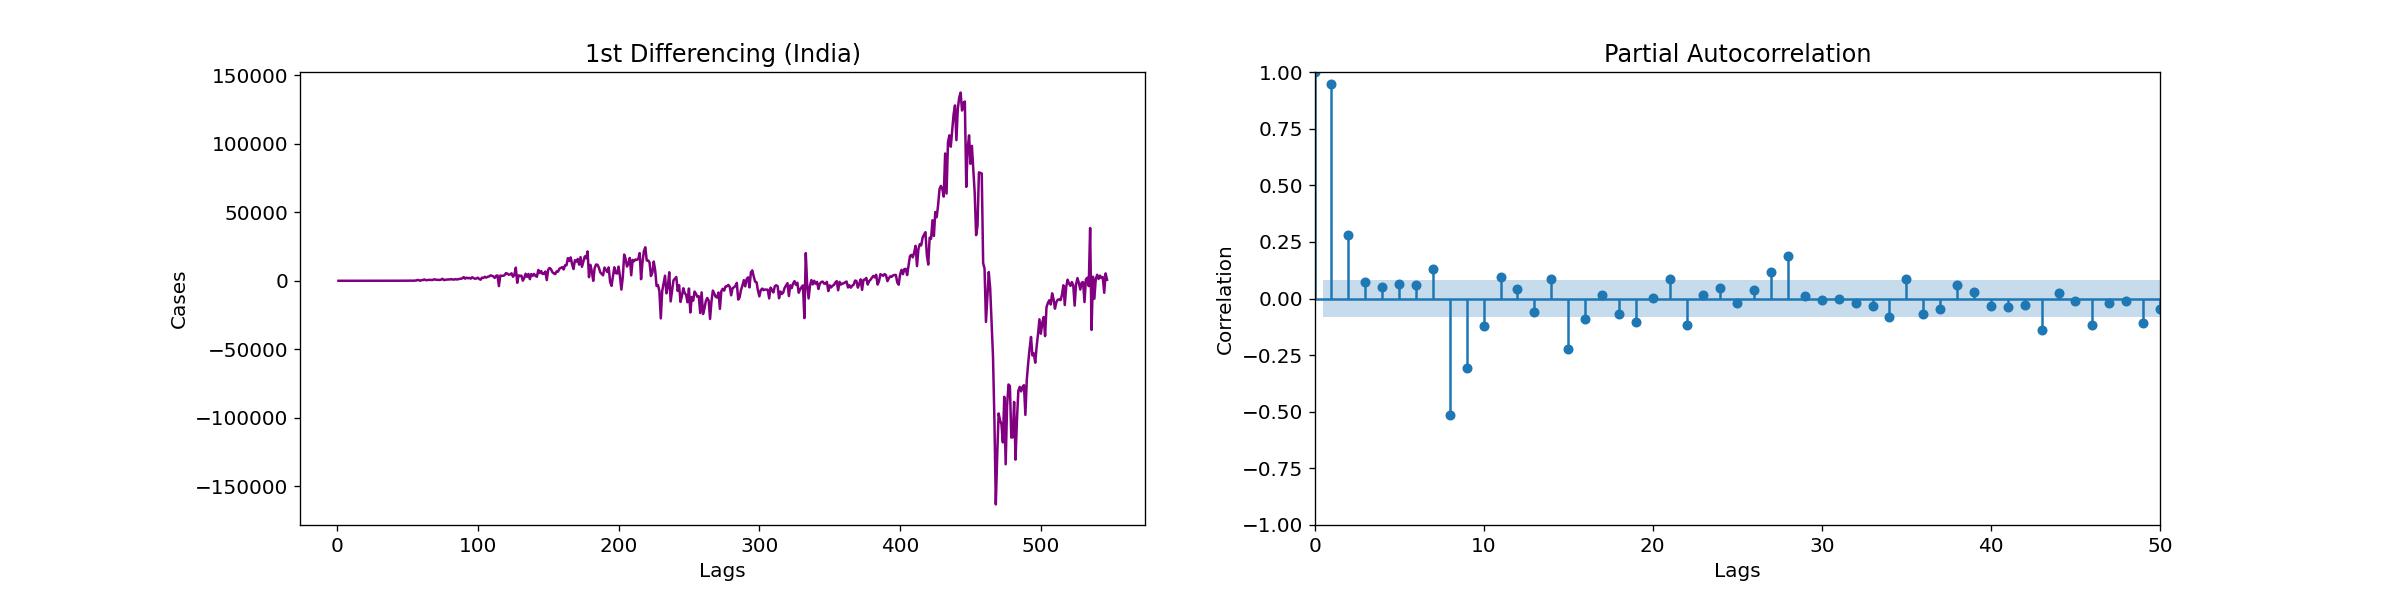 1st Differencing (India)
150000
100000
50000
0
−50000
−100000
−150000
Cases
0 100 200 300 400 500
Lags
Partial Autocorrelation
1.00
0.75
0.50
0.25
0.00
−0.25
−0.50
−0.75
−1.00
Correlation
0 10 20 30 40 50
Lags